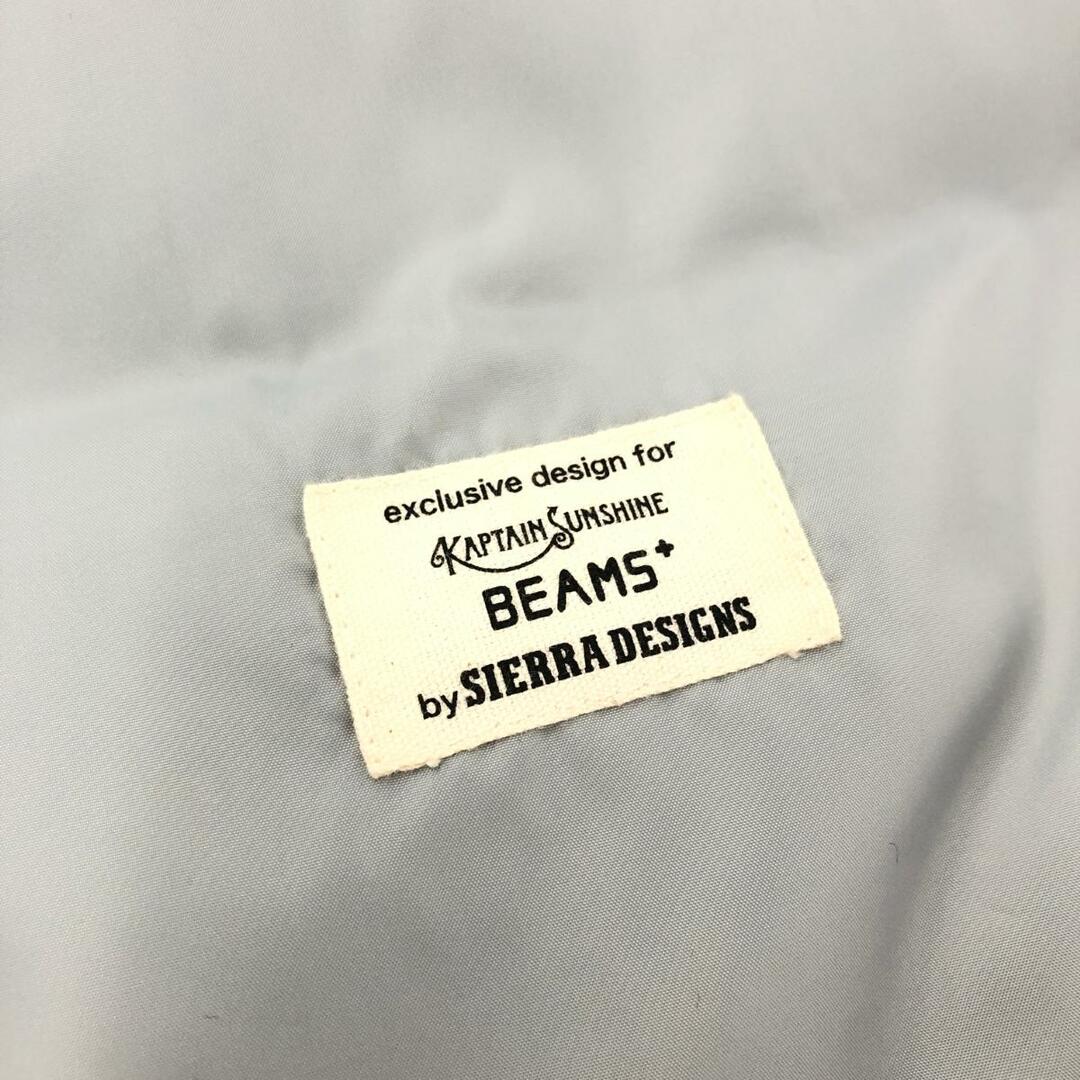 exclusive design for
KAPTAIN SUNSHINE
BEAMS+
by SIERRA DESIGNS